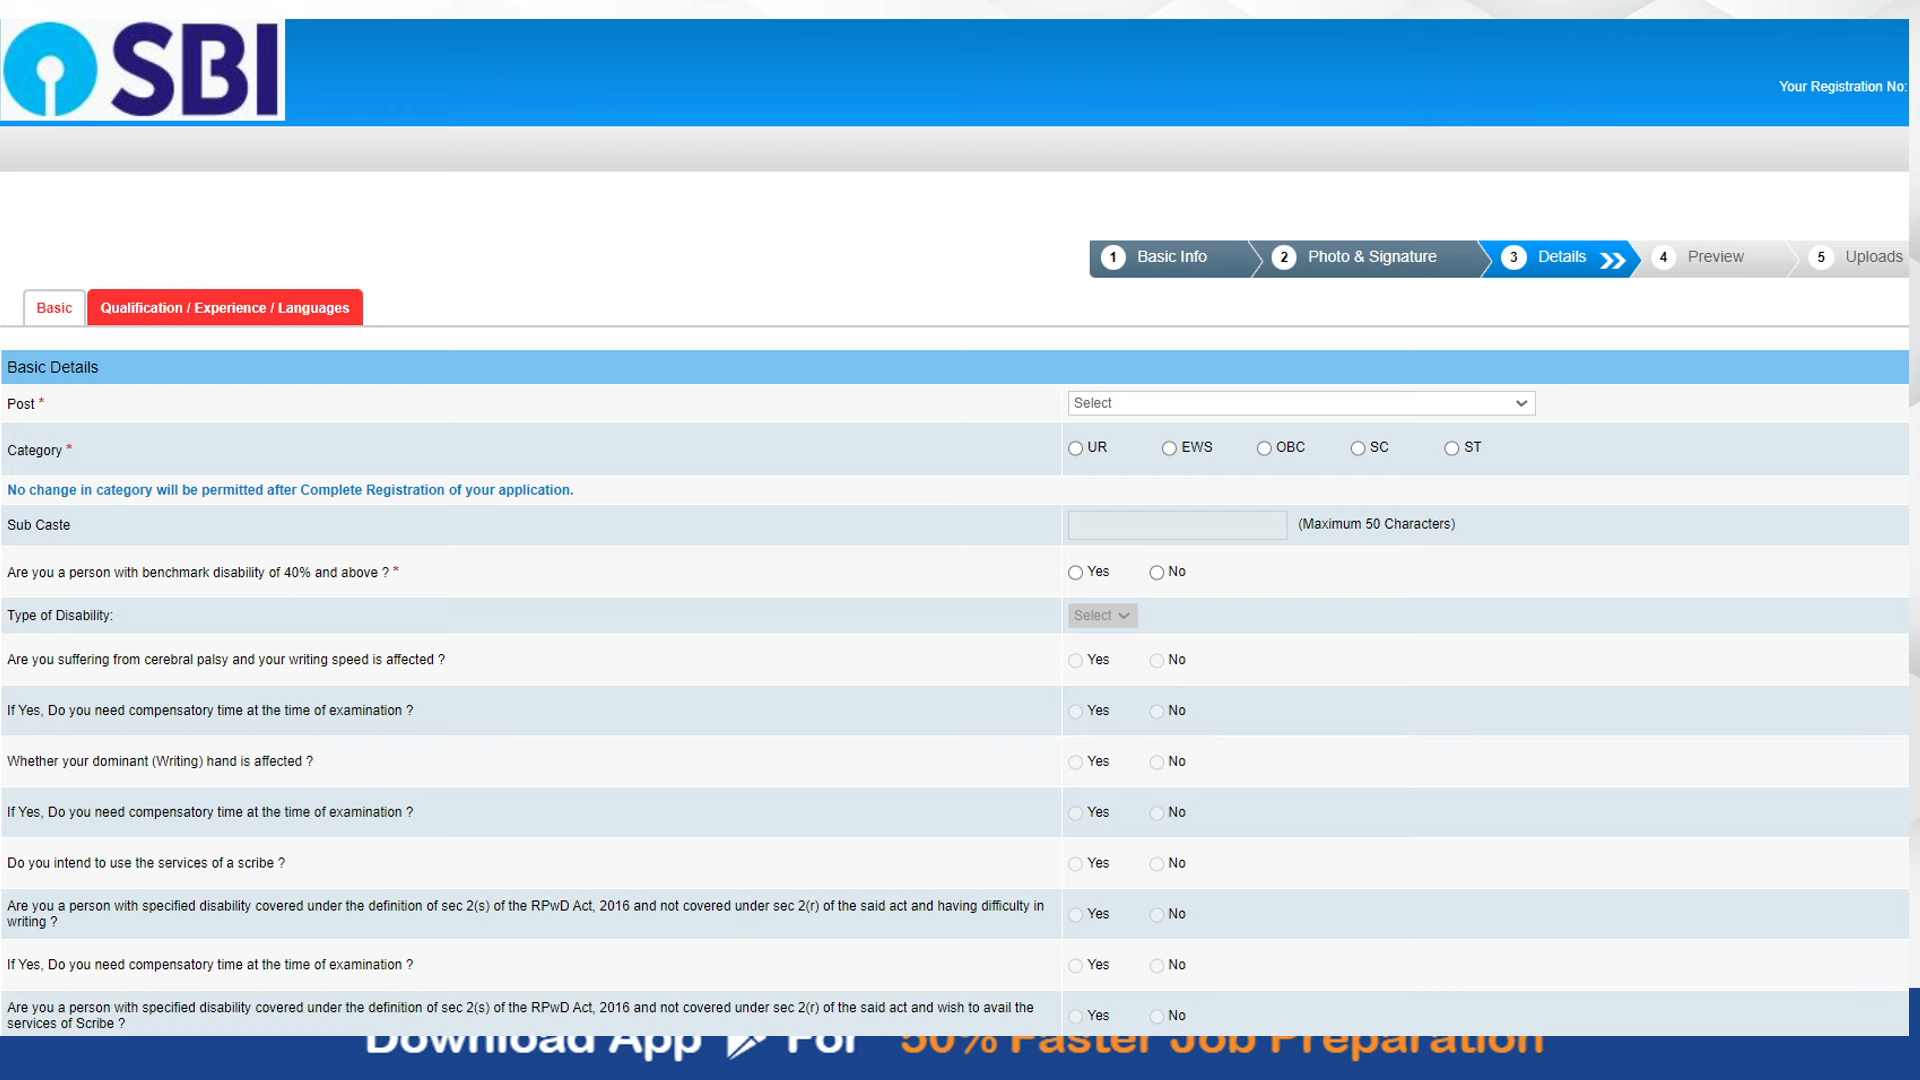 SBI
Your Registration No:
1 Basic Info 2 Photo & Signature 3 Details 4 Preview 5 Uploads
Basic Qualification / Experience / Languages
Basic Details
Post * Select
Category * UR EWS OBC SC ST
No change in category will be permitted after Complete Registration of your application.
Sub Caste (Maximum 50 Characters)
Are you a person with benchmark disability of 40% and above ? * Yes No
Type of Disability: Select
Are you suffering from cerebral palsy and your writing speed is affected ? Yes No
If Yes, Do you need compensatory time at the time of examination ? Yes No
Whether your dominant (Writing) hand is affected ? Yes No
If Yes, Do you need compensatory time at the time of examination ? Yes No
Do you intend to use the services of a scribe ? Yes No
Are you a person with specified disability covered under the definition of sec 2(s) of the RPwD Act, 2016 and not covered under sec 2(r) of the said act and having difficulty in
writing ? Yes No
If Yes, Do you need compensatory time at the time of examination ? Yes No
Are you a person with specified disability covered under the definition of sec 2(s) of the RPwD Act, 2016 and not covered under sec 2(r) of the said act and wish to avail the
services of Scribe ? Yes No
Download App For 50% Faster Job Preparation